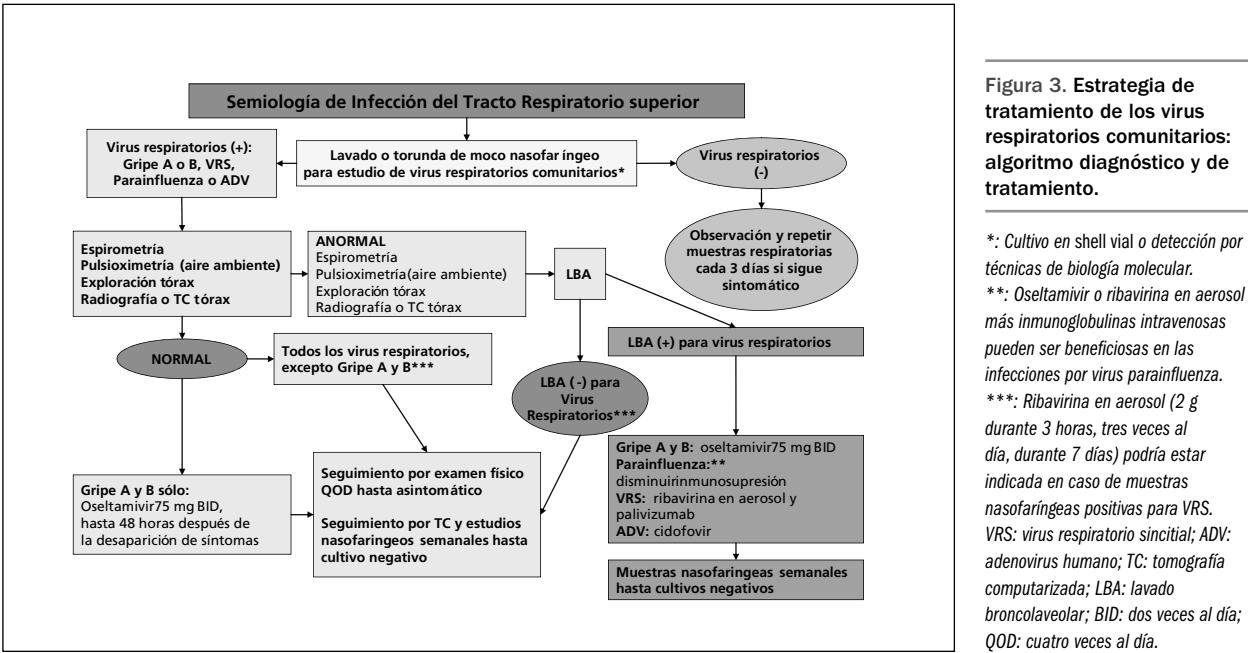 Semiología de Infección del Tracto Respiratorio superior
Virus respiratorios (+):
Gripe A o B, VRS,
Parainfluenza o ADV
Lavado o torunda de moco nasofar íngeo
para estudio de virus respiratorios comunitarios*
Virus respiratorios
(-)
Observación y repetir
muestras respiratorias
cada 3 días si sigue
sintomático
Espirometría
Pulsioximetría (aire ambiente)
Exploración tórax
Radiografía o TC tórax
ANORMAL
Espirometría
Pulsioximetría(aire ambiente)
Exploración tórax
Radiografía o TC tórax
LBA
NORMAL
Todos los virus respiratorios,
excepto Gripe A y B***
LBA (+) para virus respiratorios
LBA (-) para
Virus
Respiratorios***
Gripe A y B sólo:
Oseltamivir75 mg BID,
hasta 48 horas después de
la desaparición de síntomas
Seguimiento por examen físico
QOD hasta asintomático
Seguimiento por TC y estudios
nasofaringeos semanales hasta
cultivo negativo
Gripe A y B: oseltamivir75 mg BID
Parainfluenza:**
disminuirinmunosupresión
VRS: ribavirina en aerosol y
palivizumab
ADV: cidofovir
Muestras nasofaringeas semanales
hasta cultivos negativos
Figura 3. Estrategia de
tratamiento de los virus
respiratorios comunitarios:
algoritmo diagnóstico y de
tratamiento.
*: Cultivo en shell vial o detección por
técnicas de biología molecular.
**: Oseltamivir o ribavirina en aerosol
más inmunoglobulinas intravenosas
pueden ser beneficiosas en las
infecciones por virus parainfluenza.
***: Ribavirina en aerosol (2 g
durante 3 horas, tres veces al
día, durante 7 días) podría estar
indicada en caso de muestras
nasofaríngeas positivas para VRS.
VRS: virus respiratorio sincitial; ADV:
adenovirus humano; TC: tomografía
computarizada; LBA: lavado
broncolaveolar; BID: dos veces al día;
QOD: cuatro veces al día.